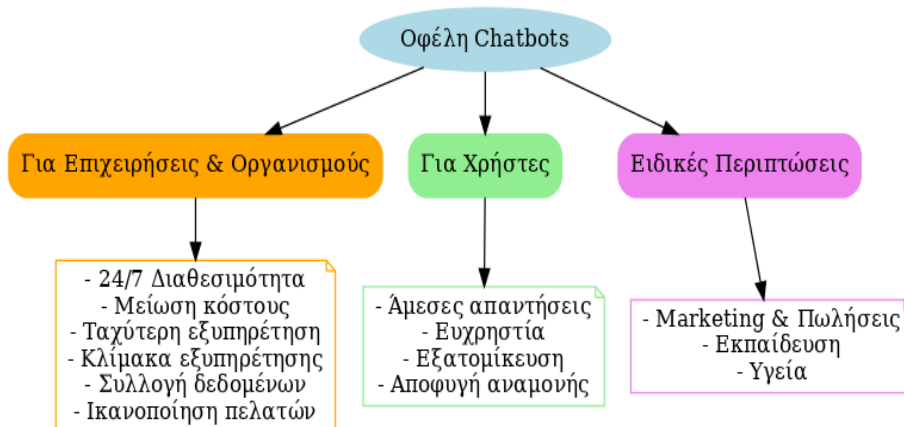 Οφέλη Chatbots
Για Επιχειρήσεις & Οργανισμούς
Για Χρήστες
Ειδικές Περιπτώσεις
- 24/7 Διαθεσιμότητα
- Μείωση κόστους
- Ταχύτερη εξυπηρέτηση
- Κλίμακα εξυπηρέτησης
- Συλλογή δεδομένων
- Ικανοποίηση πελατών
- Άμεσες απαντήσεις
- Ευχρηστία
- Εξατομίκευση
- Αποφυγή αναμονής
- Marketing & Πωλήσεις
- Εκπαίδευση
- Υγεία